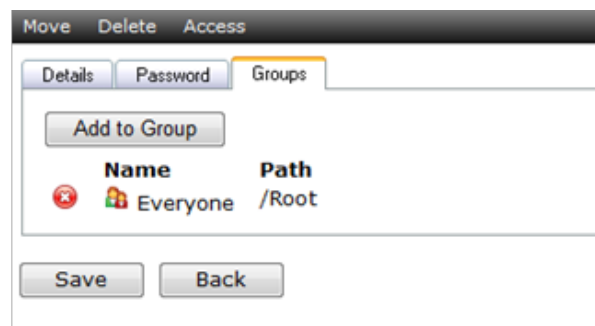 Move Delete Access
Details Password Groups
Add to Group
Name Path
Everyone /Root
Save Back